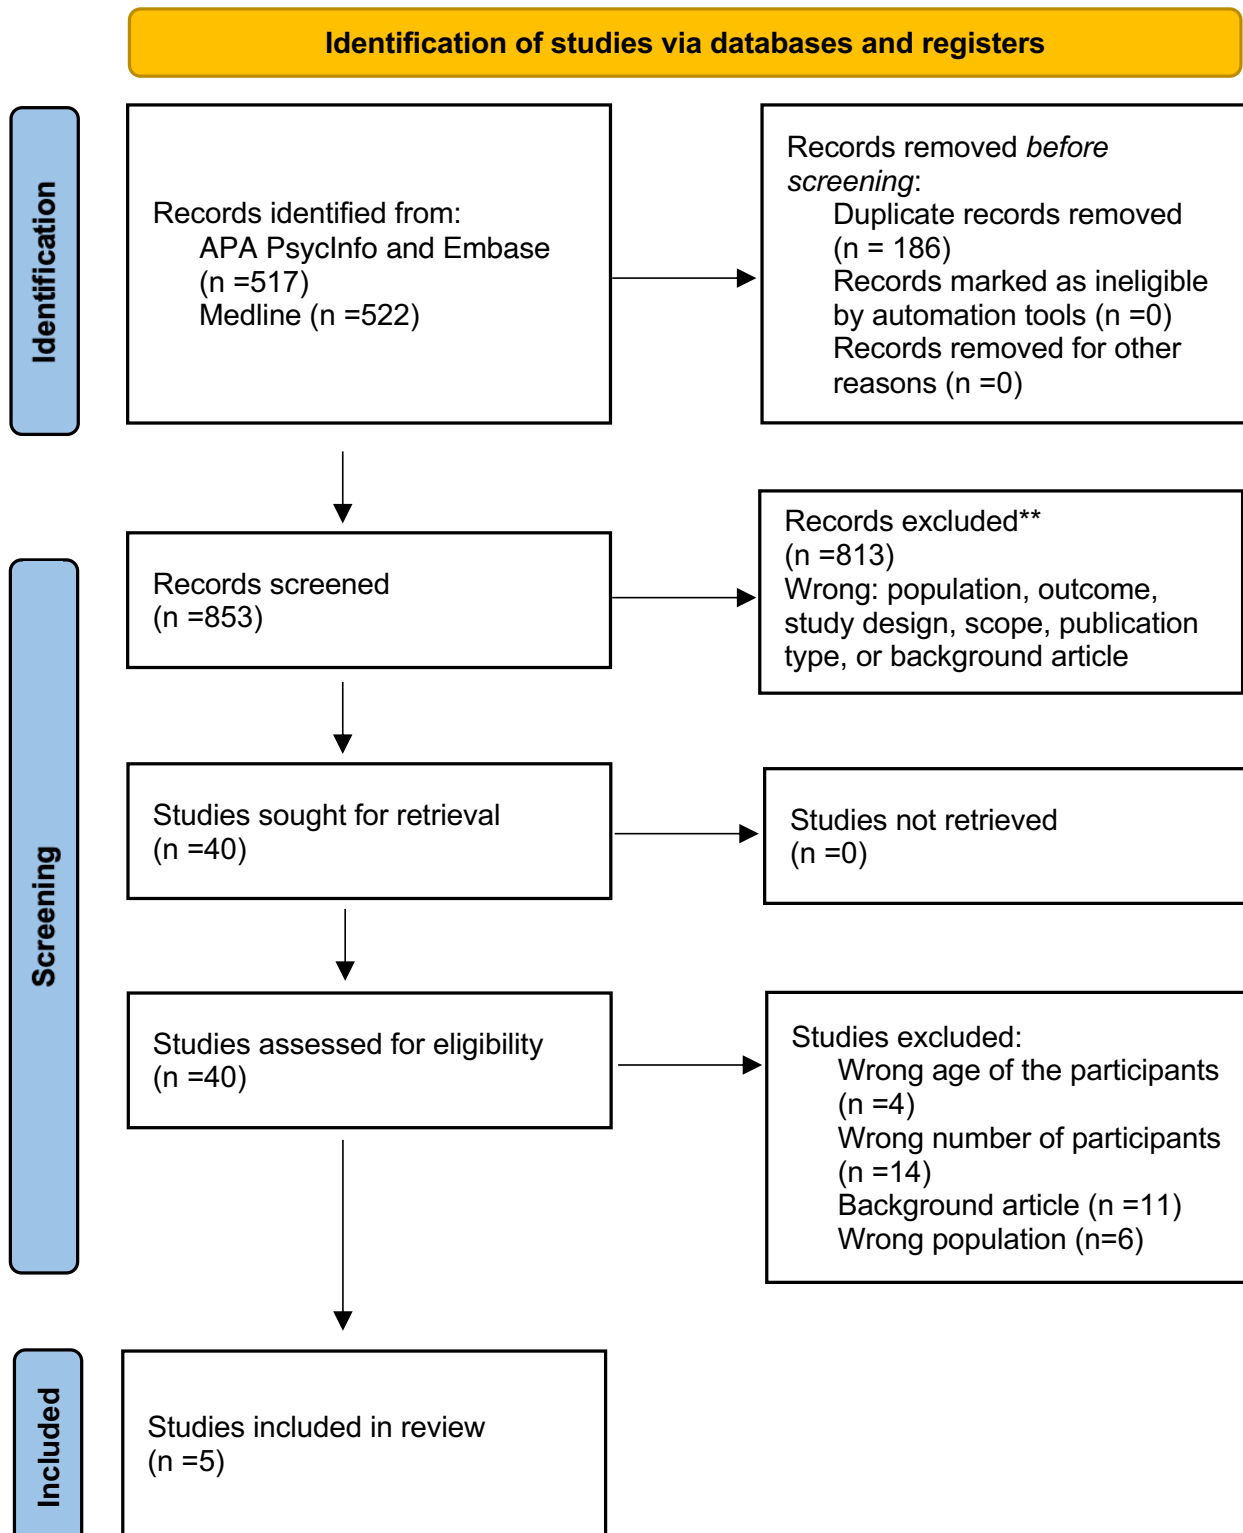 Identification of studies via databases and registers
Identification
Records identified from:
APA PsycInfo and Embase
(n =517)
Medline (n =522)
Records removed before
screening:
Duplicate records removed
(n = 186)
Records marked as ineligible
by automation tools (n =0)
Records removed for other
reasons (n =0)
Screening
Records screened
(n =853)
Records excluded**
(n =813)
Wrong: population, outcome,
study design, scope, publication
type, or background article
Studies sought for retrieval
(n =40)
Studies not retrieved
(n =0)
Studies assessed for eligibility
(n =40)
Studies excluded:
Wrong age of the participants
(n =4)
Wrong number of participants
(n =14)
Background article (n =11)
Wrong population (n=6)
Included
Studies included in review
(n =5)